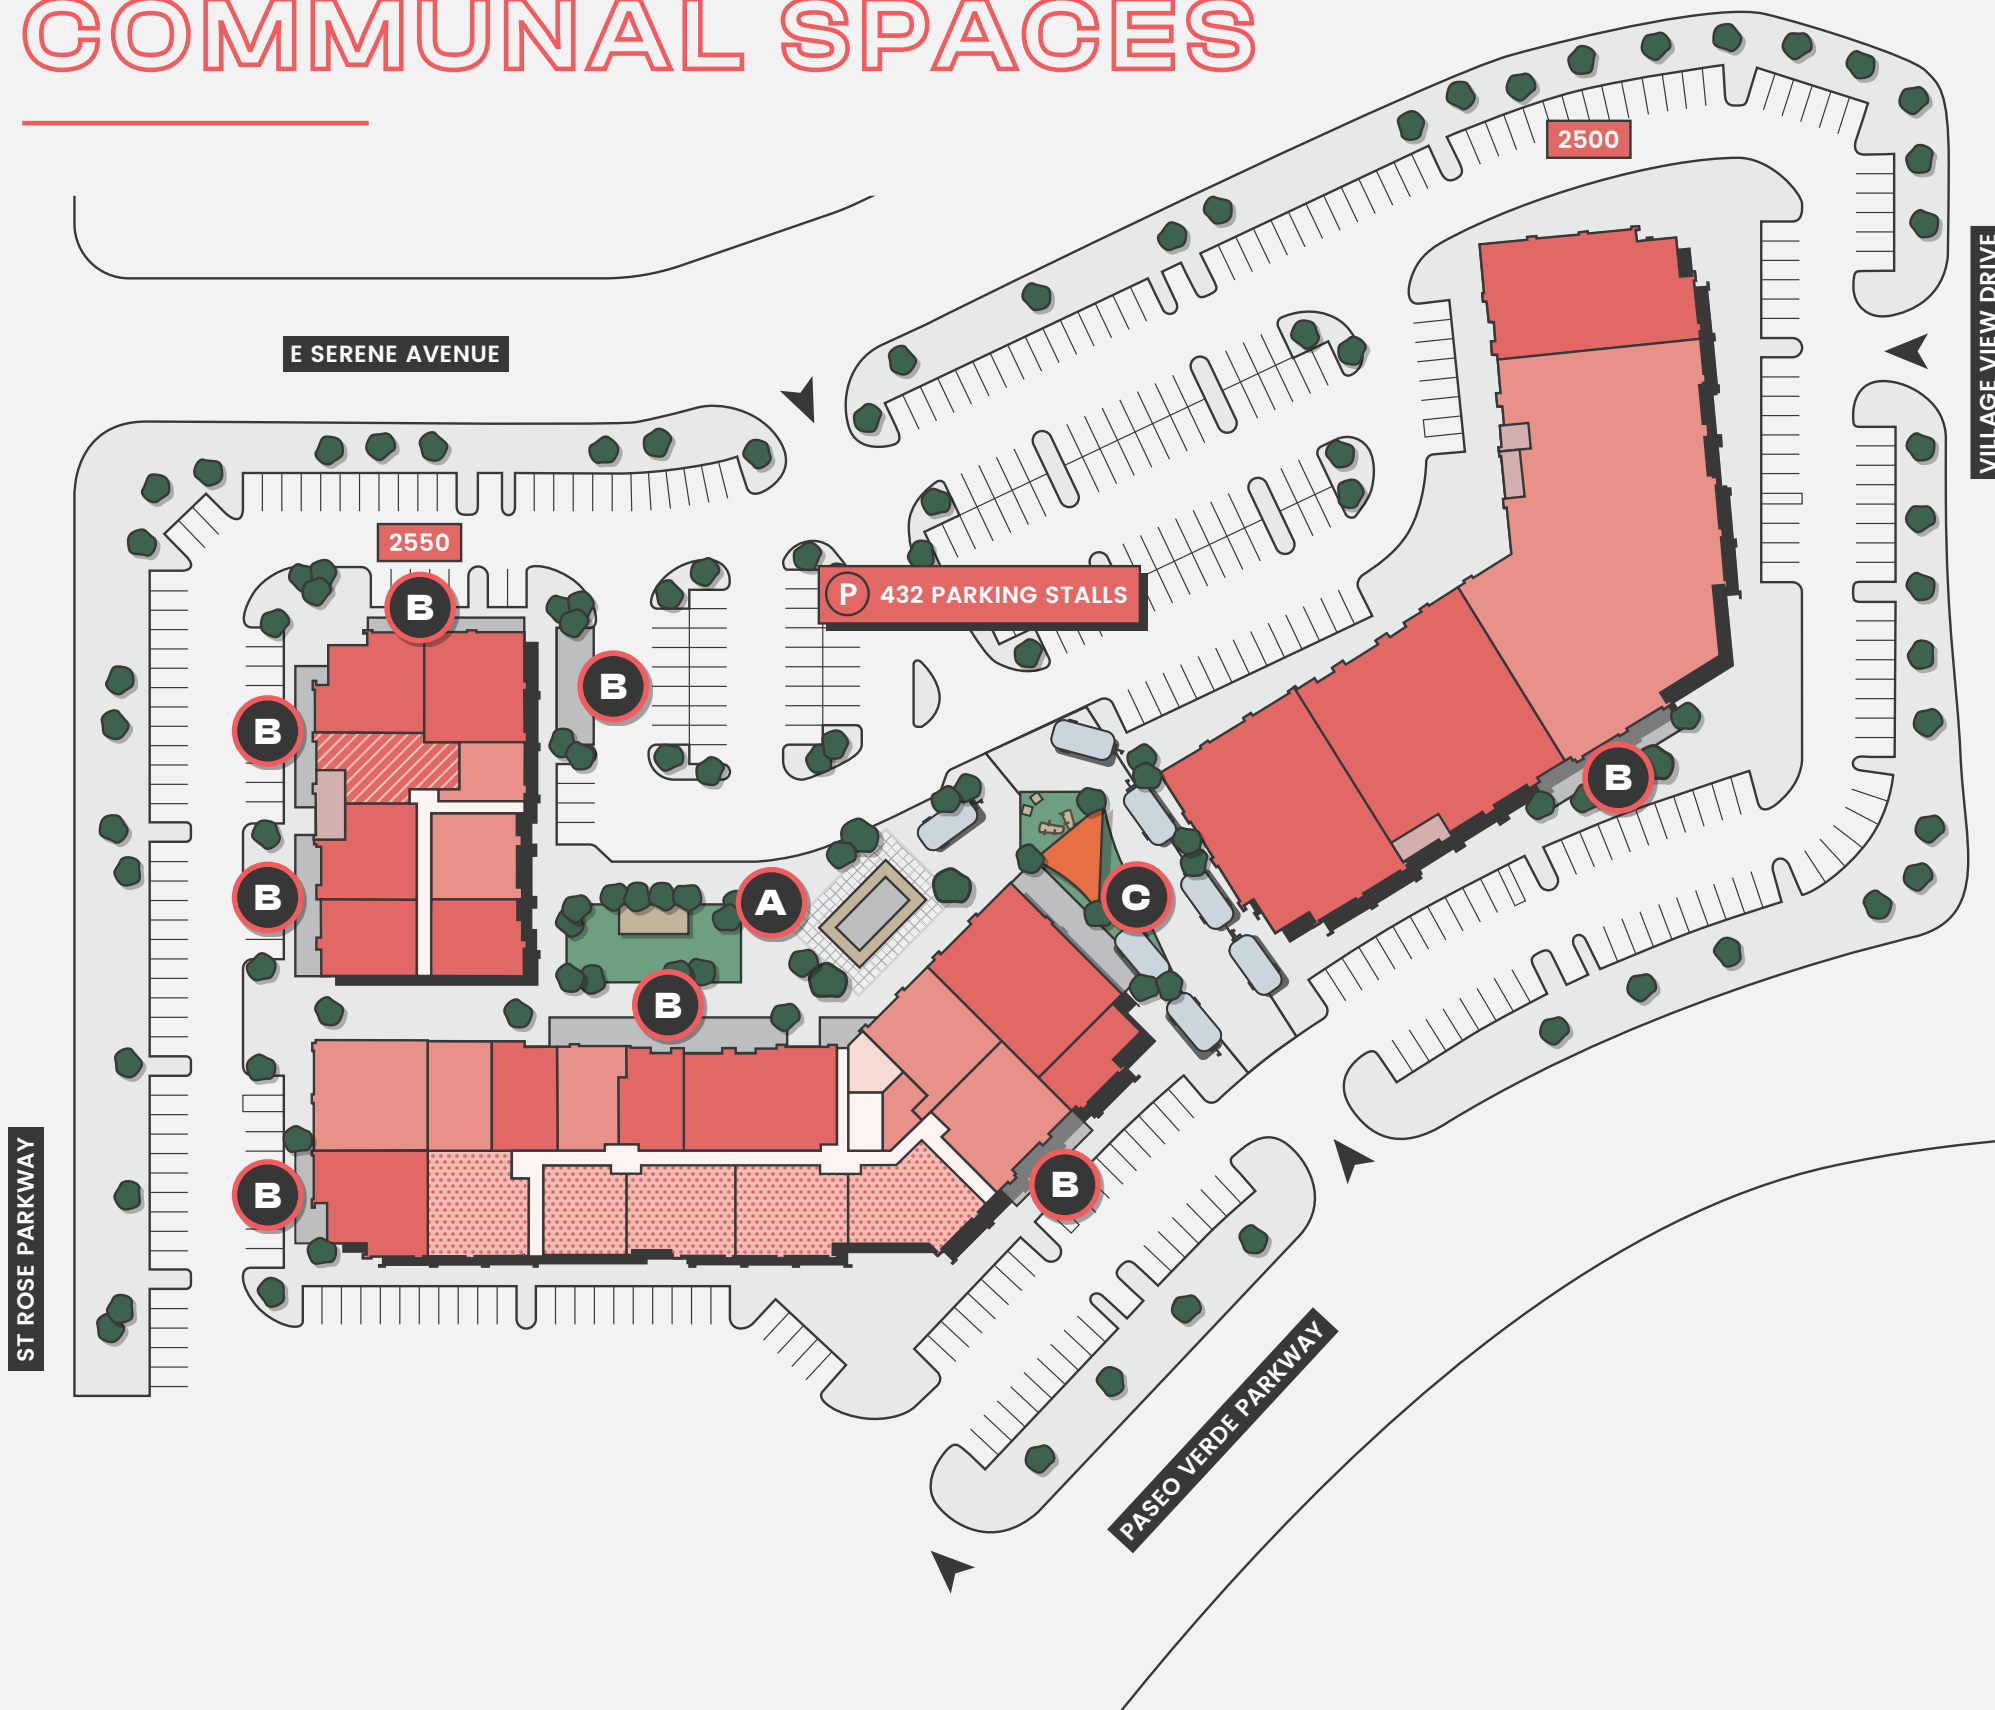 COMMUNAL SPACES
2500
VILLAGE VIEW DRIVE
E SERENE AVENUE
2550
P 432 PARKING STALLS
B
B
B
B
B
A
C
B
B
B
B
ST ROSE PARKWAY
PASEO VERDE PARKWAY